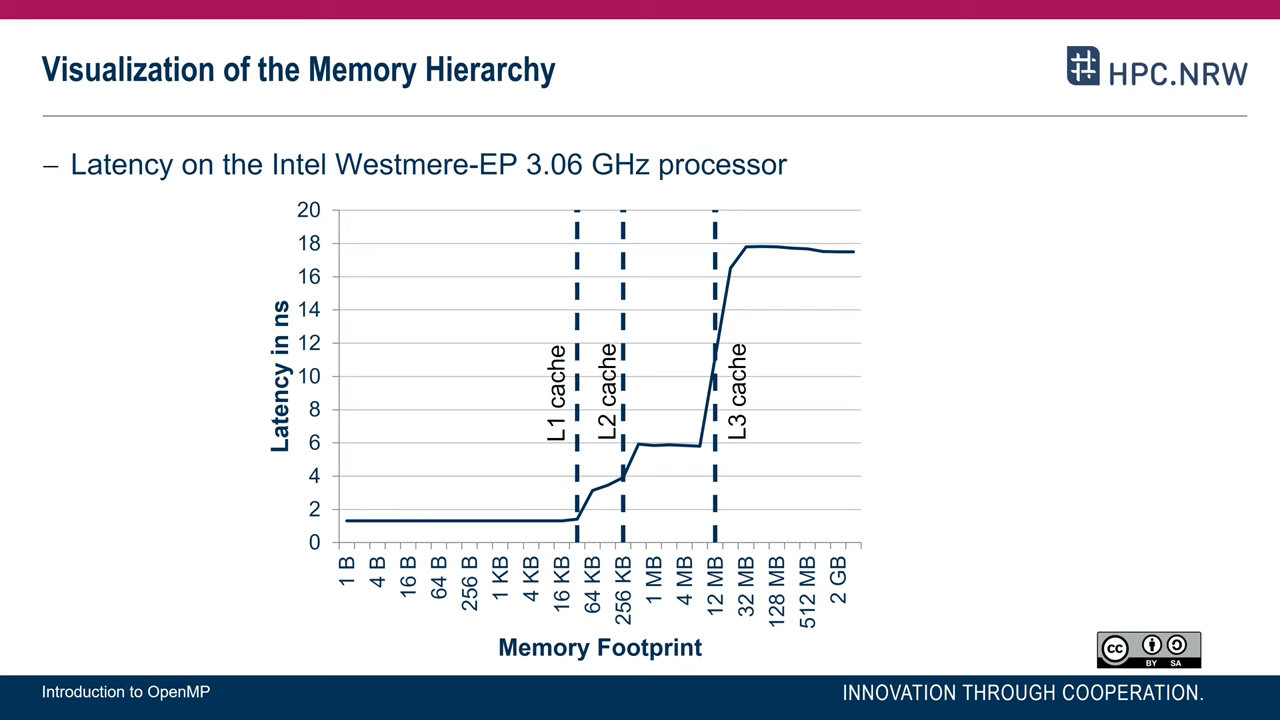 Visualization of the Memory Hierarchy
HPC.NRW
– Latency on the Intel Westmere-EP 3.06 GHz processor
20
18
16
14
12
10
8
6
4
2
0
Latency in ns
L1 cache
L2 cache
L3 cache
1 B
4 B
16 B
64 B
256 B
1 KB
4 KB
16 KB
64 KB
256 KB
1 MB
4 MB
12 MB
32 MB
128 MB
512 MB
2 GB
Memory Footprint
cc
BY SA
Introduction to OpenMP
INNOVATION THROUGH COOPERATION.